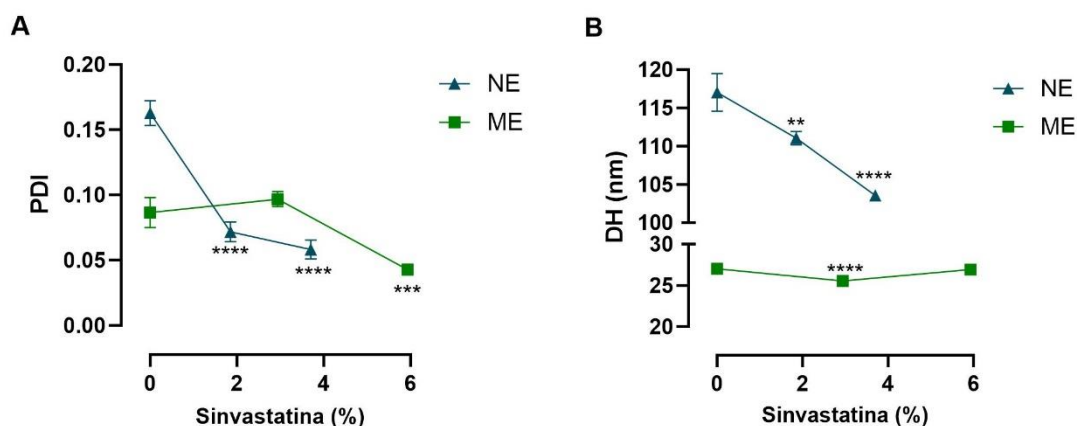 A
PDI
0.20
0.15
0.10
0.05
0.00
****
****
***
0 2 4 6
Sinvastatina (%)
NE
ME
B
DH (nm)
120
115
110
105
100
30
25
20
**
****
****
0 2 4 6
Sinvastatina (%)
NE
ME